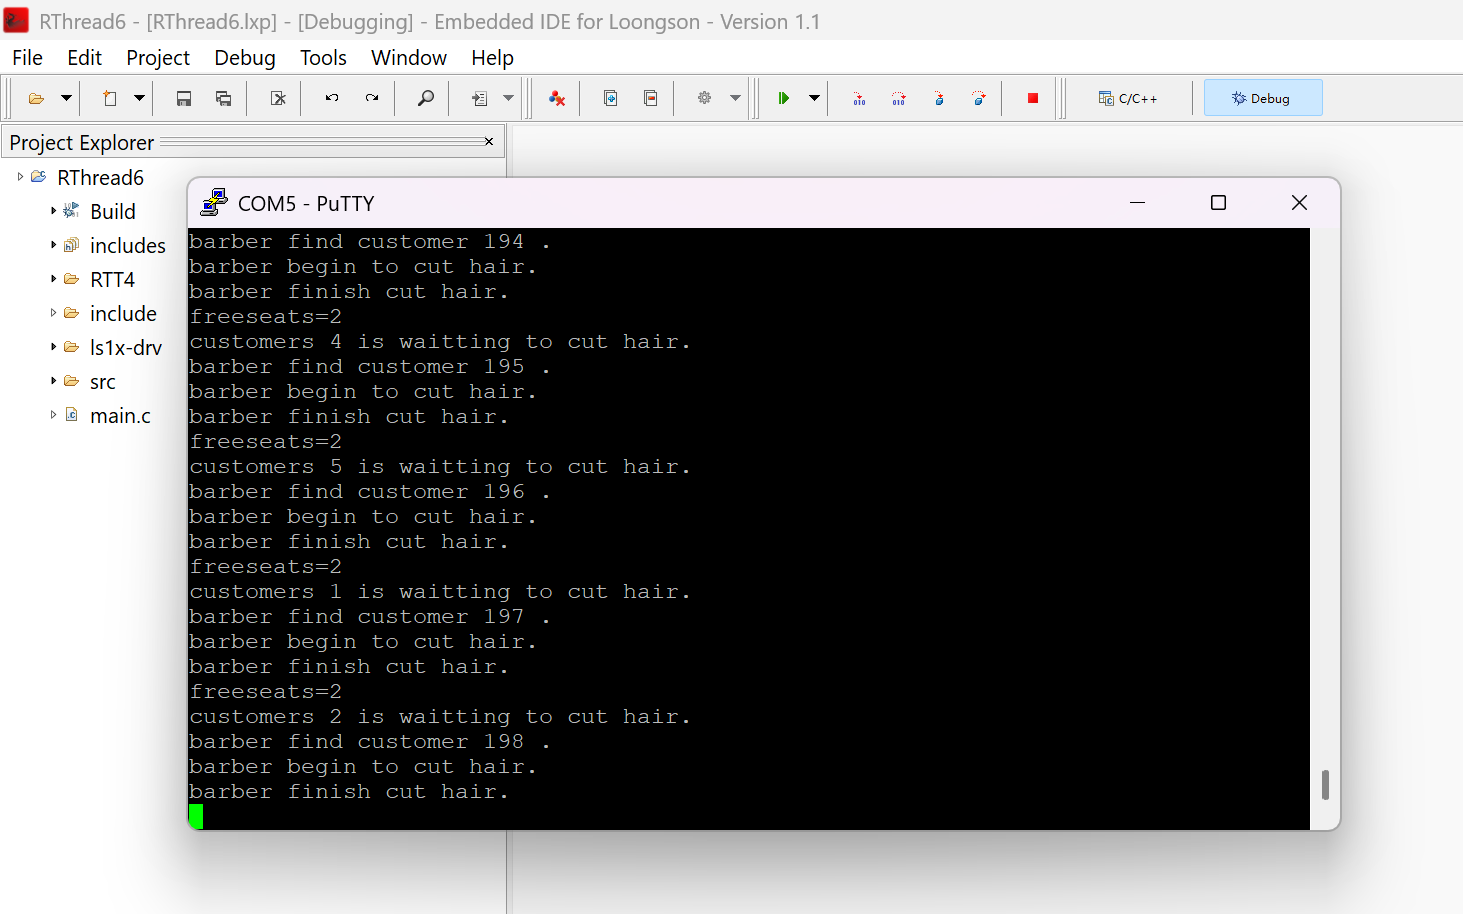 RThread6 - [RThread6.lxp] - [Debugging] - Embedded IDE for Loongson - Version 1.1
File Edit Project Debug Tools Window Help
C/C++ Debug
Project Explorer
RThread6
Build
includes
RTT4
include
ls1x-drv
src
main.c
COM5 - PuTTY
barber find customer 194 .
barber begin to cut hair.
barber finish cut hair.
freeseats=2
customers 4 is waitting to cut hair.
barber find customer 195 .
barber begin to cut hair.
barber finish cut hair.
freeseats=2
customers 5 is waitting to cut hair.
barber find customer 196 .
barber begin to cut hair.
barber finish cut hair.
freeseats=2
customers 1 is waitting to cut hair.
barber find customer 197 .
barber begin to cut hair.
barber finish cut hair.
freeseats=2
customers 2 is waitting to cut hair.
barber find customer 198 .
barber begin to cut hair.
barber finish cut hair.